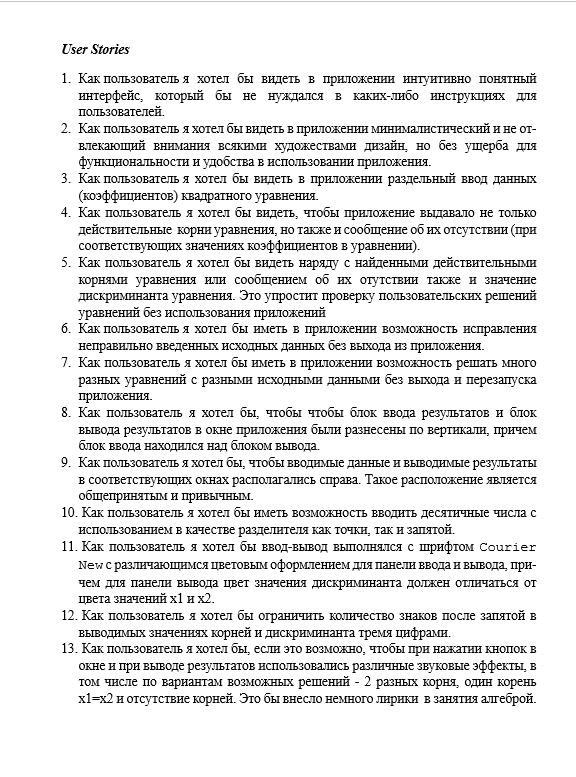 User Stories
1. Как пользователь я хотел бы видеть в приложении интуитивно понятный
интерфейс, который бы не нуждался в каких-либо инструкциях для
пользователей.
2. Как пользователь я хотел бы видеть в приложении минималистический и не от-
влекающий внимания всякими художествами дизайн, но без ущерба для
функциональности и удобства в использовании приложения.
3. Как пользователь я хотел бы видеть в приложении раздельный ввод данных
(коэффициентов) квадратного уравнения.
4. Как пользователь я хотел бы видеть, чтобы приложение выдавало не только
действительные корни уравнения, но также и сообщение об их отсутствии (при
соответствующих значениях коэффициентов в уравнении).
5. Как пользователь я хотел бы видеть наряду с найденными действительными
корнями уравнения или сообщением об их отутствии также и значение
дискриминанта уравнения. Это упростит проверку пользовательских решений
уравнений без использования приложений
6. Как пользователь я хотел бы иметь в приложении возможность исправления
неправильно введенных исходных данных без выхода из приложения.
7. Как пользователь я хотел бы иметь в приложении возможность решать много
разных уравнений с разными исходными данными без выхода и перезапуска
приложения.
8. Как пользователь я хотел бы, чтобы чтобы блок ввода результатов и блок
вывода результатов в окне приложения были разнесены по вертикали, причем
блок ввода находился над блоком вывода.
9. Как пользователь я хотел бы, чтобы вводимые данные и выводимые результаты
в соответствующих окнах располагались справа. Такое расположение является
общепринятым и привычным.
10. Как пользователь я хотел бы иметь возможность вводить десятичные числа с
использованием в качестве разделителя как точки, так и запятой.
11. Как пользователь я хотел бы ввод-вывод выполнялся с шрифтом Courier
New с различающимся цветовым оформлением для панели ввода и вывода, при-
чем для панели вывода цвет значения дискриминанта должен отличаться от
цвета значений x1 и x2.
12. Как пользователь я хотел бы ограничить количество знаков после запятой в
выводимых значениях корней и дискриминанта тремя цифрами.
13. Как пользователь я хотел бы, если это возможно, чтобы при нажатии кнопок в
окне и при выводе результатов использовались различные звуковые эффекты, в
том числе по вариантам возможных решений - 2 разных корня, один корень
x1=x2 и отсутствие корней. Это бы внесло немного лирики в занятия алгеброй.